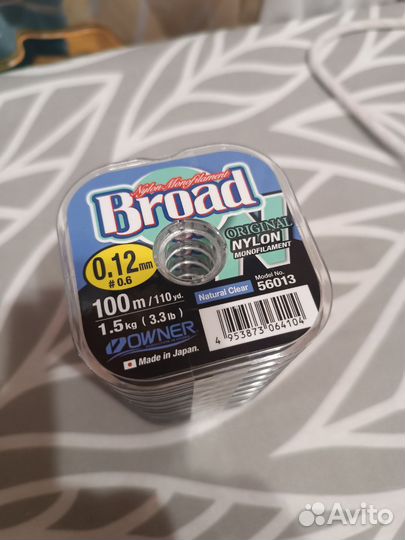 Nylon Monofilament
Broad
ORIGINAL
NYLON
MONOFILAMENT
0.12mm
# 0.6
100m / 110 yd.
1.5kg ( 3.3 lb )
Natural Clear
Model No.
56013
OWNER
Made in Japan.
4 953873 064104
Avito